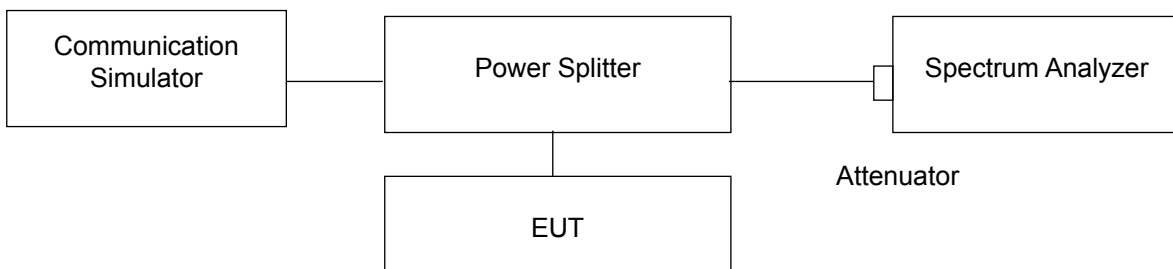 Communication
Simulator
Power Splitter
Spectrum Analyzer
Attenuator
EUT